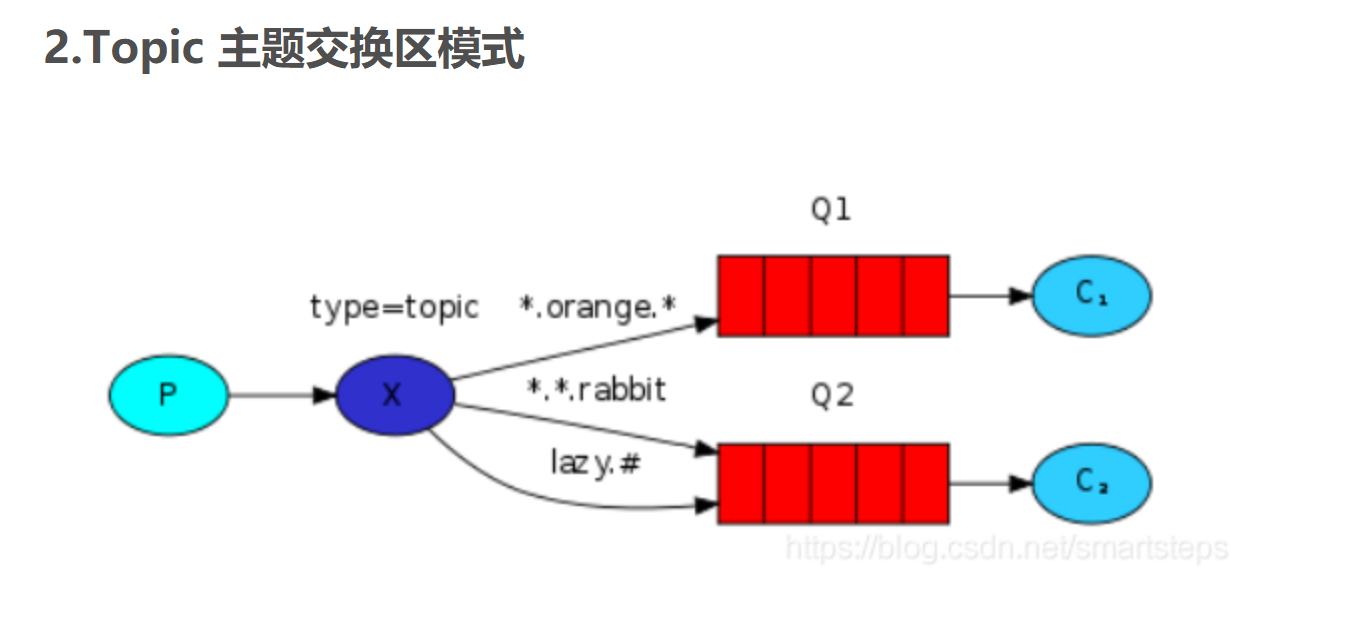 2.Topic 主题交换区模式
Q1
type=topic *.orange.*
C₁
P
X
*.*.rabbit
Q2
lazy.#
C₂
https://blog.csdn.net/smartsteps